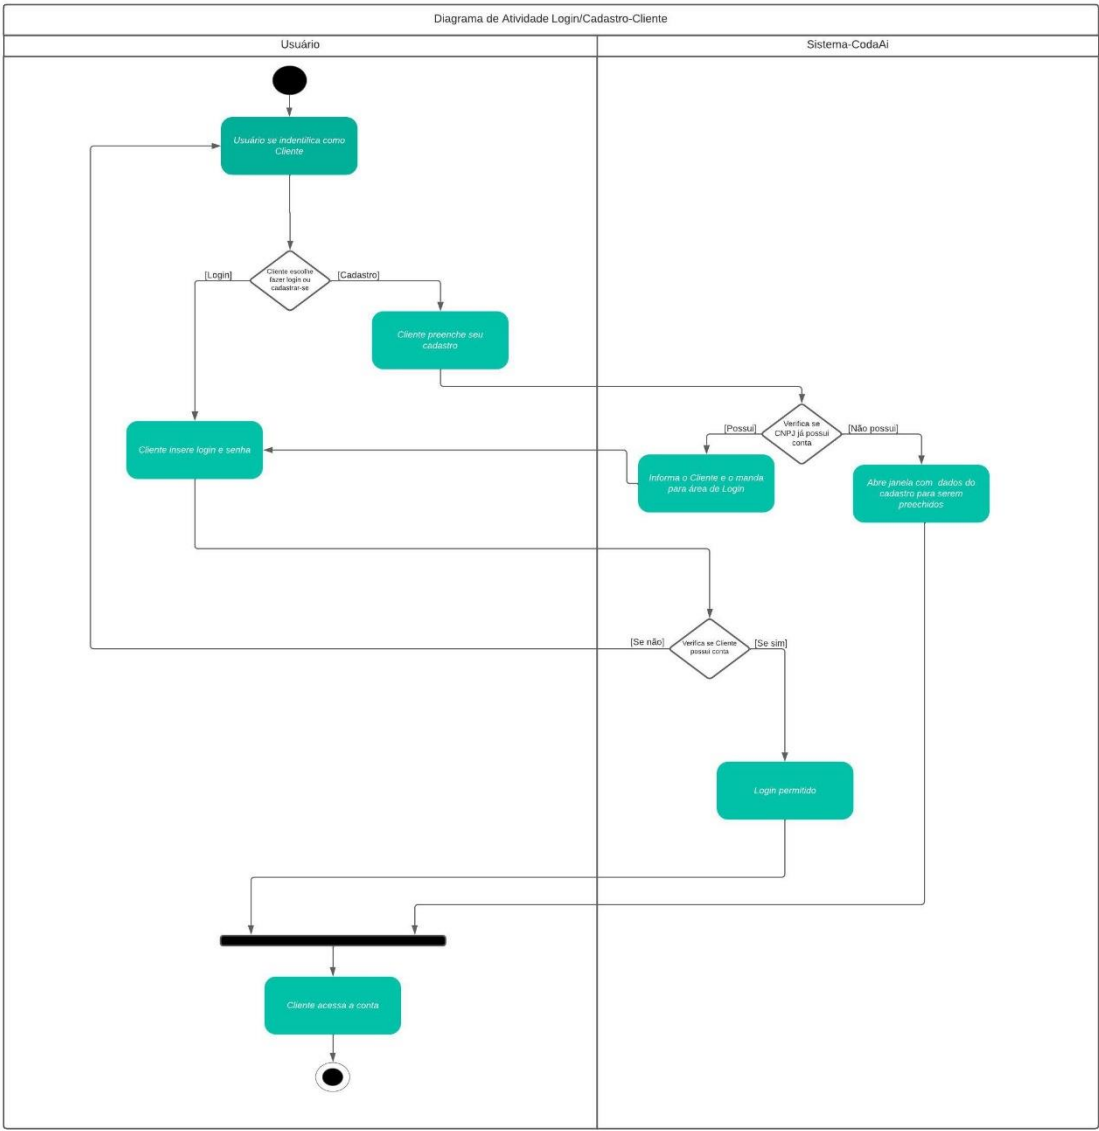 Diagrama de Atividade Login/Cadastro-Cliente
Usuário
Sistema-CodaAi
Usuário se indentifica como
Cliente
[Login]
Cliente escolhe
fazer login ou
cadastrar-se
[Cadastro]
Cliente preenche seu
cadastro
[Possui]
Verifica se
CNPJ já possui
conta
[Não possui]
Cliente insere login e senha
Informa o Cliente e o manda
para área de Login
Abre janela com dados do
cadastro para serem
preechidos
[Se não]
Verifica se Cliente
possui conta
[Se sim]
Login permitido
Cliente acessa a conta